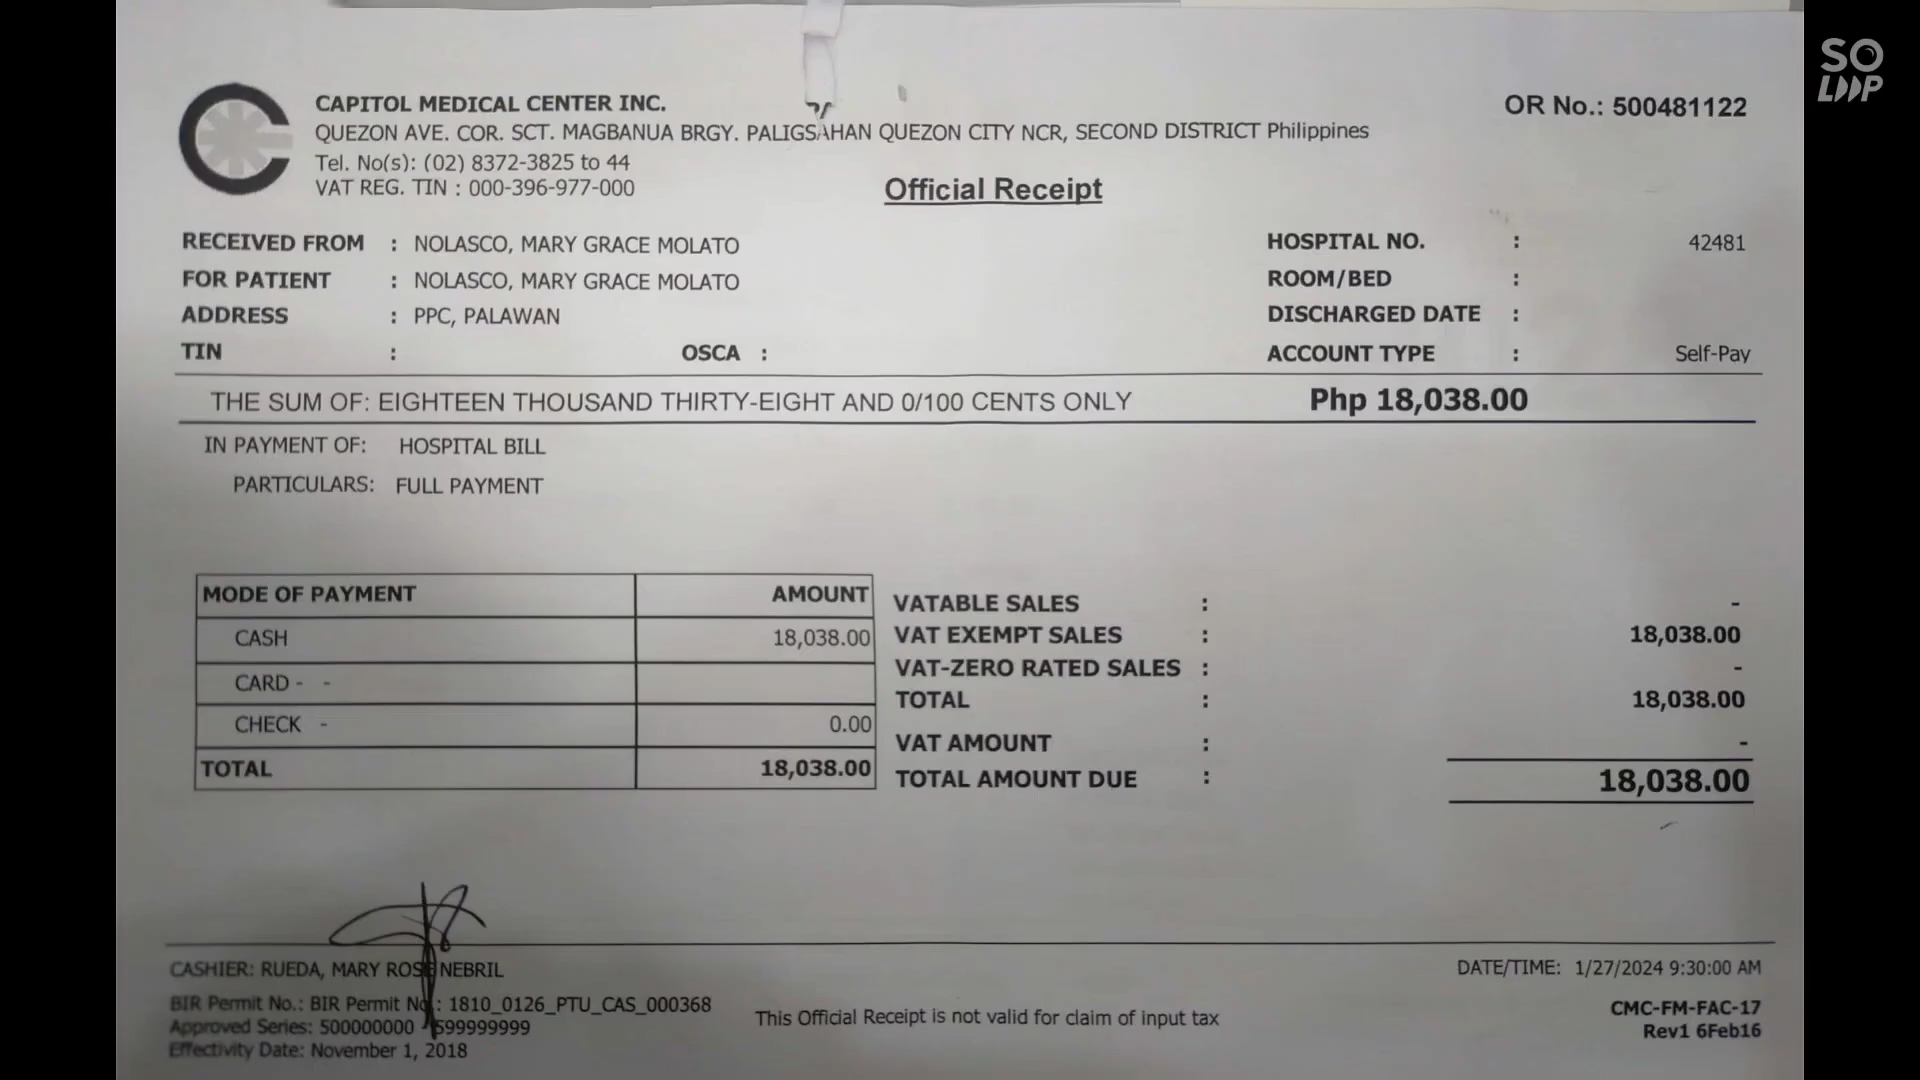 SO
LOOP
CAPITOL MEDICAL CENTER INC.
QUEZON AVE. COR. SCT. MAGBANUA BRGY. PALIGSAHAN QUEZON CITY NCR, SECOND DISTRICT Philippines
Tel. No(s): (02) 8372-3825 to 44
VAT REG. TIN : 000-396-977-000
OR No.: 500481122
Official Receipt
RECEIVED FROM : NOLASCO, MARY GRACE MOLATO
FOR PATIENT : NOLASCO, MARY GRACE MOLATO
ADDRESS : PPC, PALAWAN
TIN : OSCA :
HOSPITAL NO. : 42481
ROOM/BED :
DISCHARGED DATE :
ACCOUNT TYPE : Self-Pay
THE SUM OF: EIGHTEEN THOUSAND THIRTY-EIGHT AND 0/100 CENTS ONLY Php 18,038.00
IN PAYMENT OF: HOSPITAL BILL
PARTICULARS: FULL PAYMENT
MODE OF PAYMENT AMOUNT
CASH 18,038.00
CARD - -
CHECK - 0.00
TOTAL 18,038.00
VATABLE SALES : -
VAT EXEMPT SALES : 18,038.00
VAT-ZERO RATED SALES : -
TOTAL : 18,038.00
VAT AMOUNT : -
TOTAL AMOUNT DUE : 18,038.00
CASHIER: RUEDA, MARY ROSE NEBRIL
BIR Permit No.: BIR Permit No.: 1810_0126_PTU_CAS_000368
Approved Series: 500000000 - 599999999
Effectivity Date: November 1, 2018
This Official Receipt is not valid for claim of input tax
DATE/TIME: 1/27/2024 9:30:00 AM
CMC-FM-FAC-17
Rev1 6Feb16